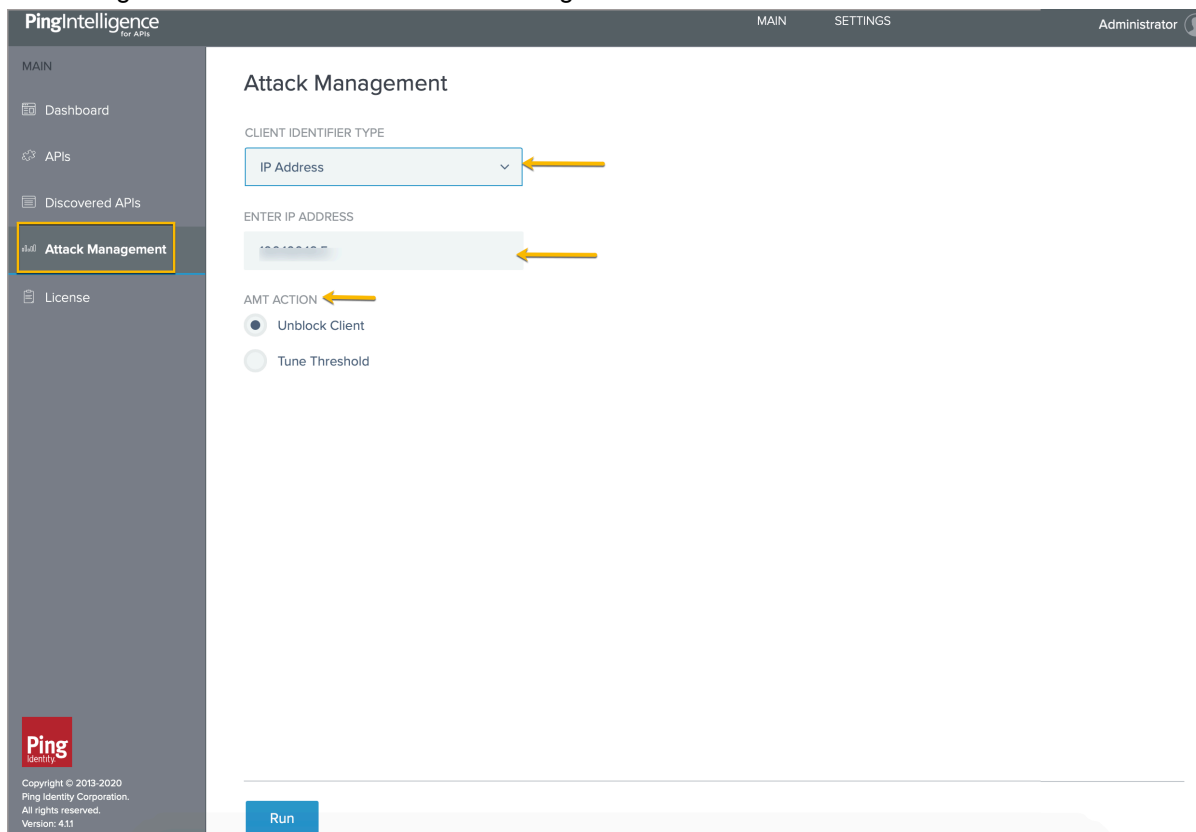 PingIntelligence
for APIs
MAIN
SETTINGS
Administrator
MAIN
Dashboard
APIs
Discovered APIs
Attack Management
License
Attack Management
CLIENT IDENTIFIER TYPE
IP Address
ENTER IP ADDRESS
AMT ACTION
Unblock Client
Tune Threshold
Ping
Identity.
Copyright © 2013-2020
Ping Identity Corporation.
All rights reserved.
Version: 4.1.1
Run